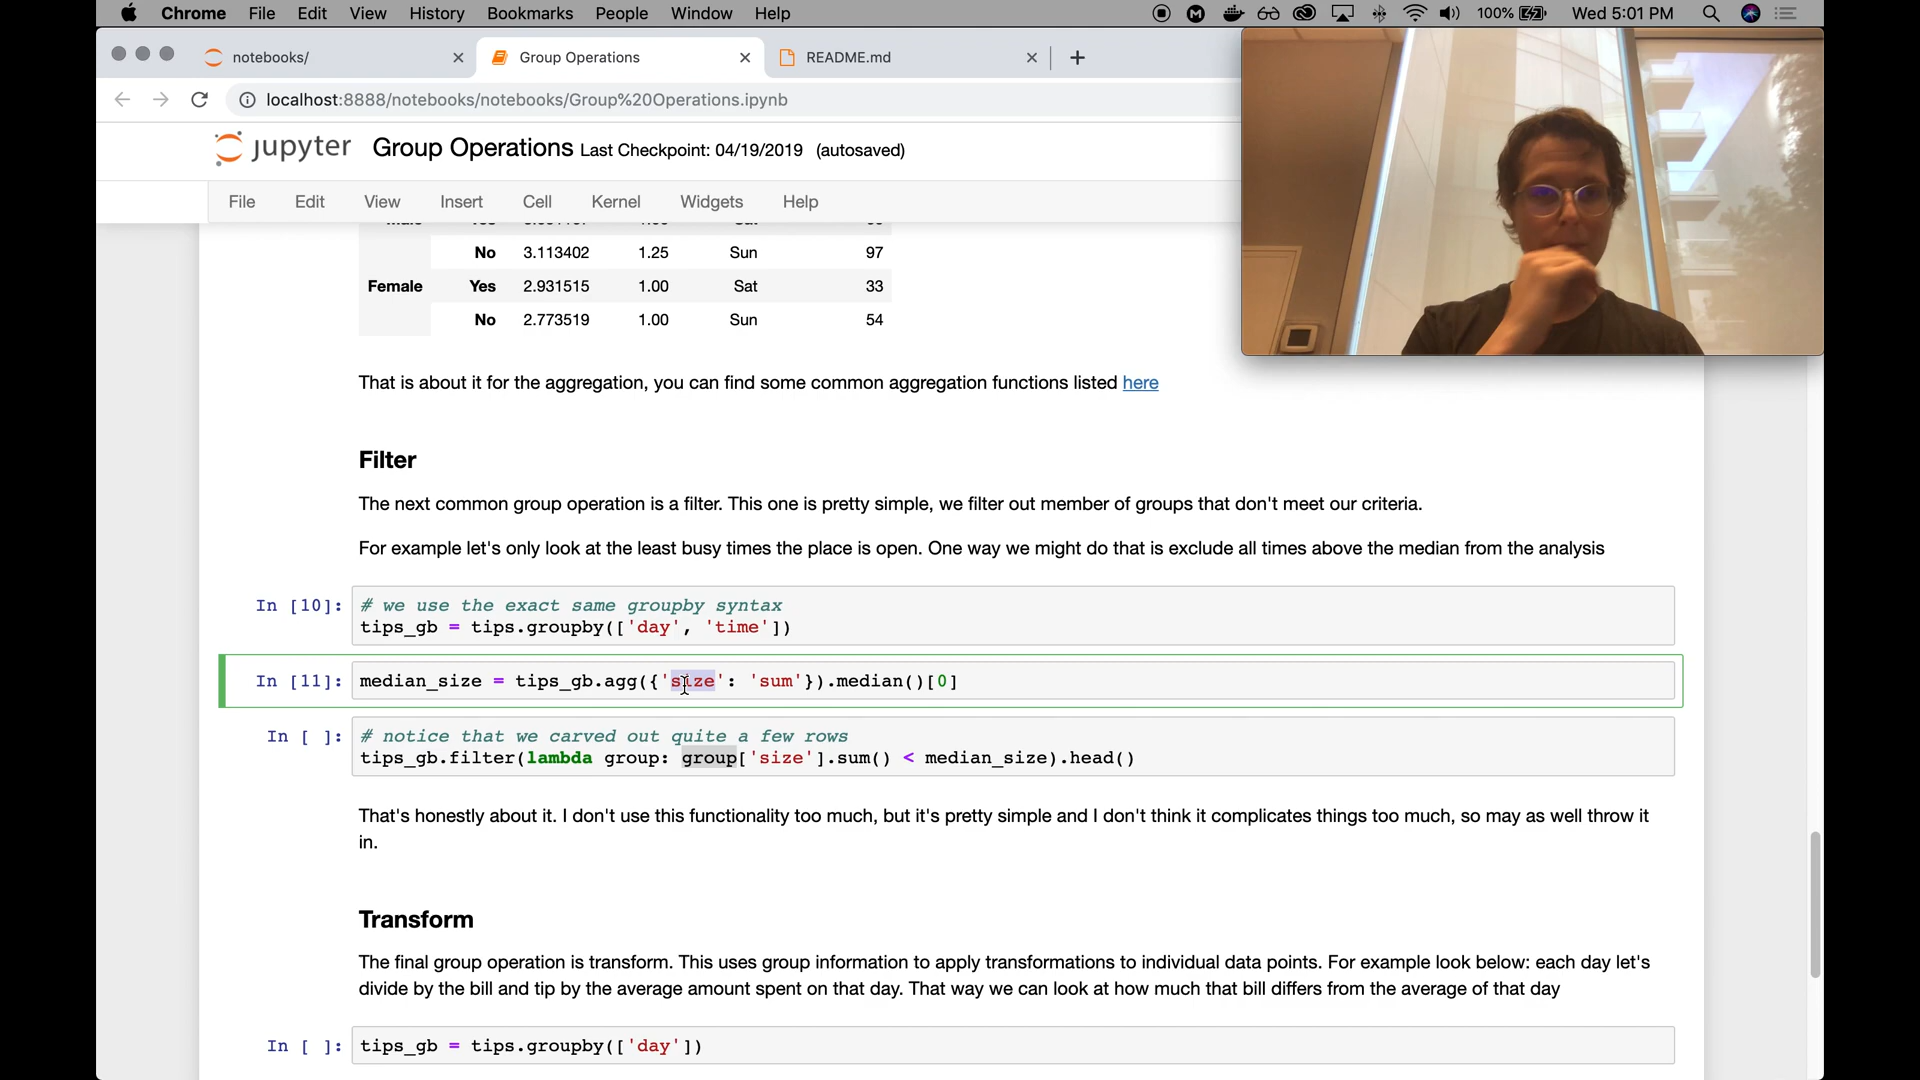 Chrome File Edit View History Bookmarks People Window Help 100% Wed 5:01 PM
notebooks/ Group Operations README.md
localhost:8888/notebooks/notebooks/Group%20Operations.ipynb
jupyter Group Operations Last Checkpoint: 04/19/2019 (autosaved)
File Edit View Insert Cell Kernel Widgets Help
No 3.113402 1.25 Sun 97
Female Yes 2.931515 1.00 Sat 33
No 2.773519 1.00 Sun 54
That is about it for the aggregation, you can find some common aggregation functions listed here
Filter
The next common group operation is a filter. This one is pretty simple, we filter out member of groups that don't meet our criteria.
For example let's only look at the least busy times the place is open. One way we might do that is exclude all times above the median from the analysis
In [10]: # we use the exact same groupby syntax
tips_gb = tips.groupby(['day', 'time'])
In [11]: median_size = tips_gb.agg({'size': 'sum'}).median()[0]
In [ ]: # notice that we carved out quite a few rows
tips_gb.filter(lambda group: group['size'].sum() < median_size).head()
That's honestly about it. I don't use this functionality too much, but it's pretty simple and I don't think it complicates things too much, so may as well throw it
in.
Transform
The final group operation is transform. This uses group information to apply transformations to individual data points. For example look below: each day let's
divide by the bill and tip by the average amount spent on that day. That way we can look at how much that bill differs from the average of that day
In [ ]: tips_gb = tips.groupby(['day'])